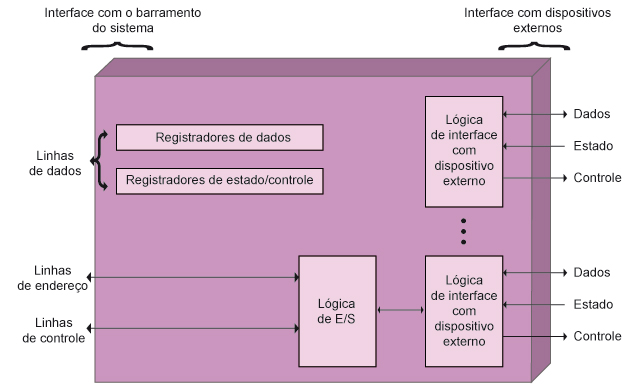 Interface com o barramento
do sistema
Interface com dispositivos
externos
Registradores de dados
Registradores de estado/controle
Linhas
de dados
Lógica
de interface
com
dispositivo
externo
Dados
Estado
Controle
Linhas
de endereço
Linhas
de controle
Lógica
de E/S
Lógica
de interface
com
dispositivo
externo
Dados
Estado
Controle